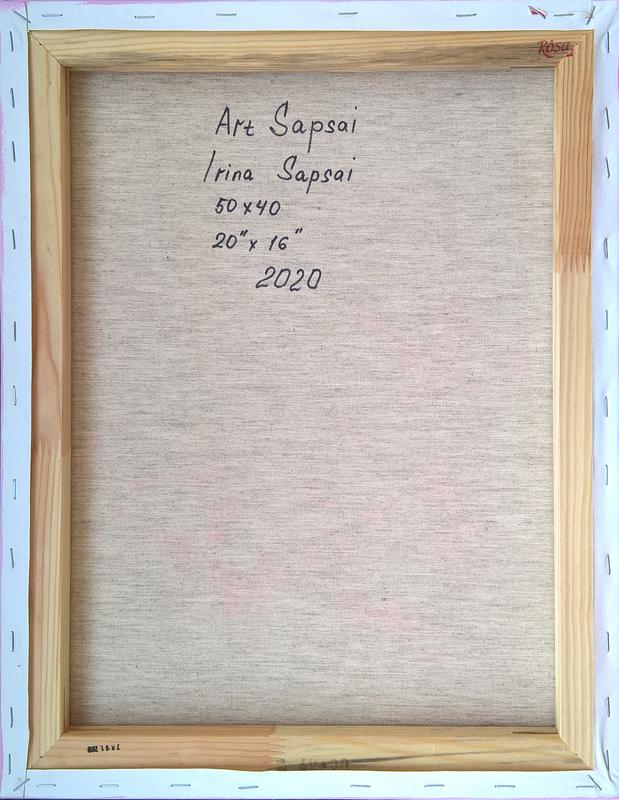 Rosa
Art Sapsai
Irina Sapsai
50x40
20" x 16"
2020